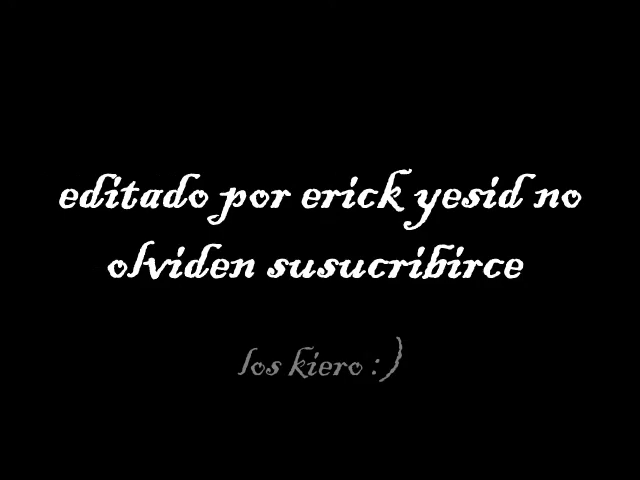 editado por erick yesid no
olviden susucribirce
los kiero :)